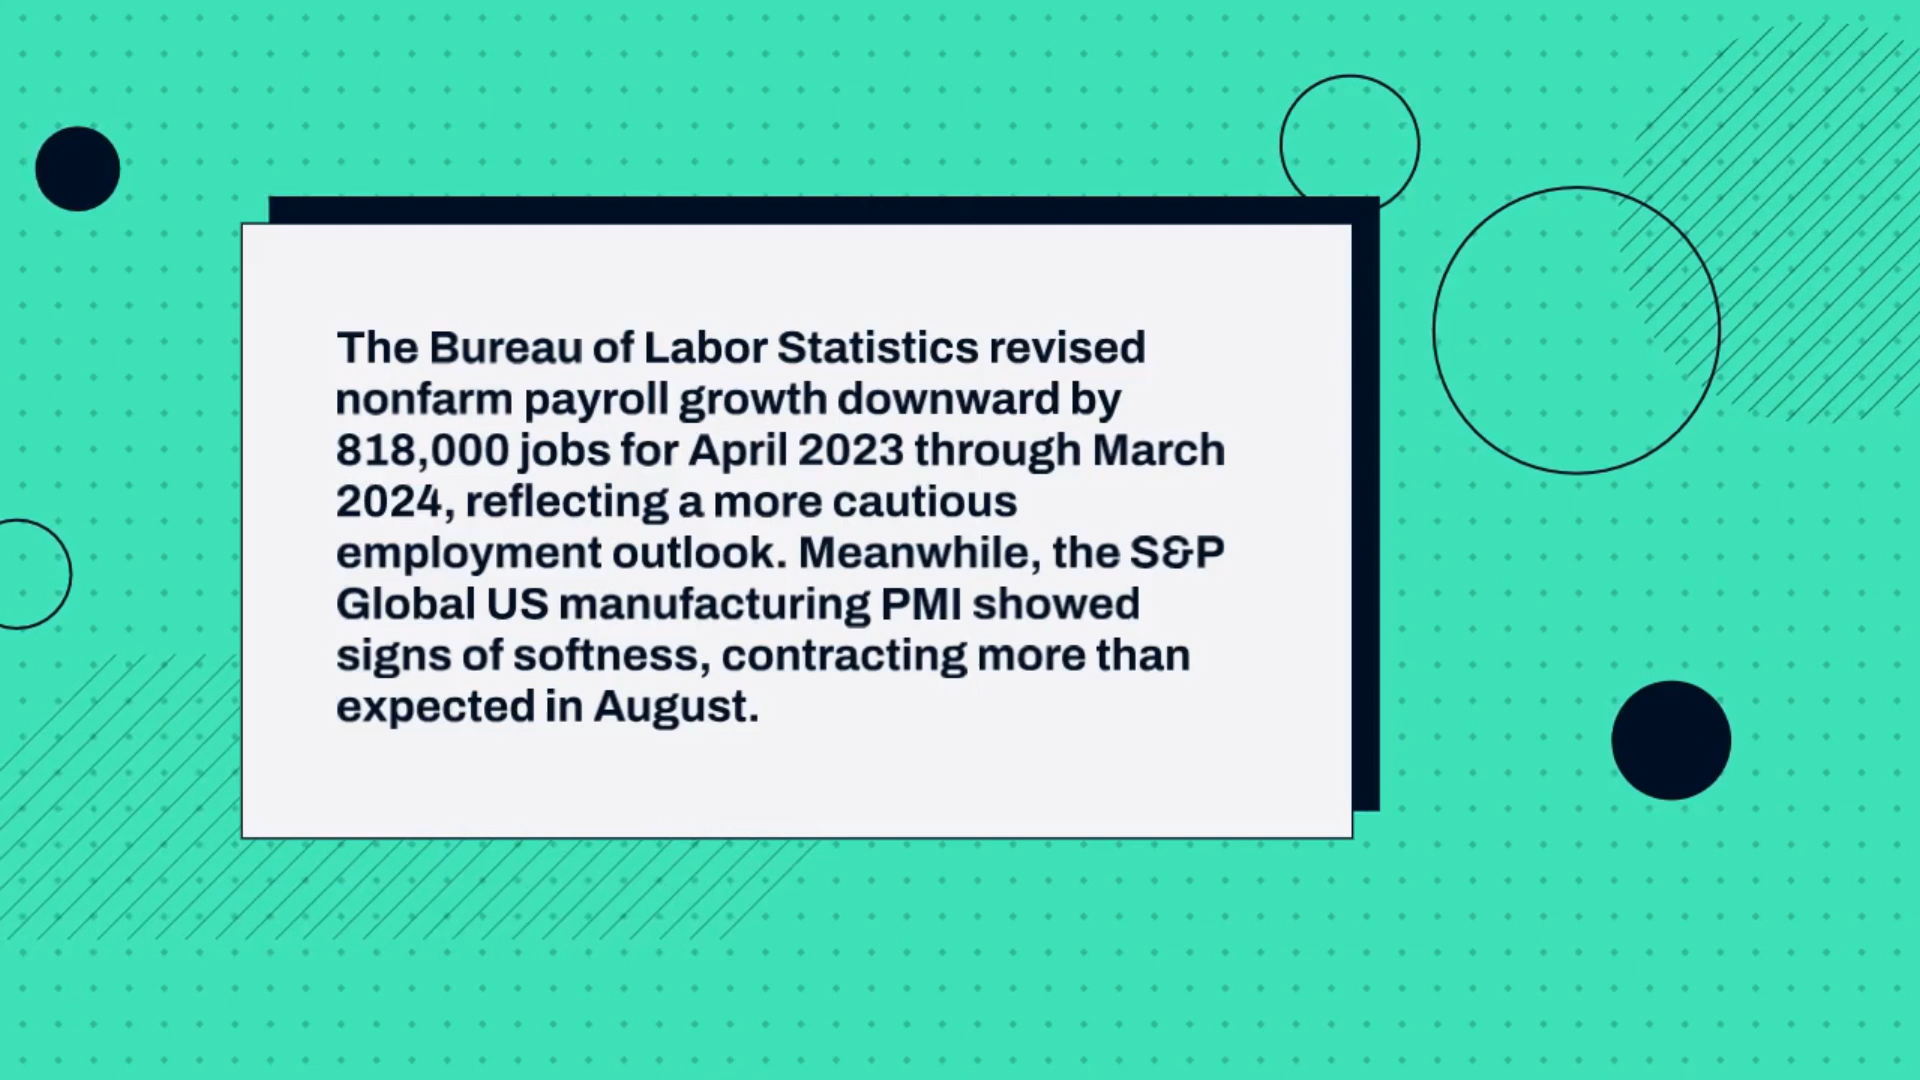 The Bureau of Labor Statistics revised
nonfarm payroll growth downward by
818,000 jobs for April 2023 through March
2024, reflecting a more cautious
employment outlook. Meanwhile, the S&P
Global US manufacturing PMI showed
signs of softness, contracting more than
expected in August.